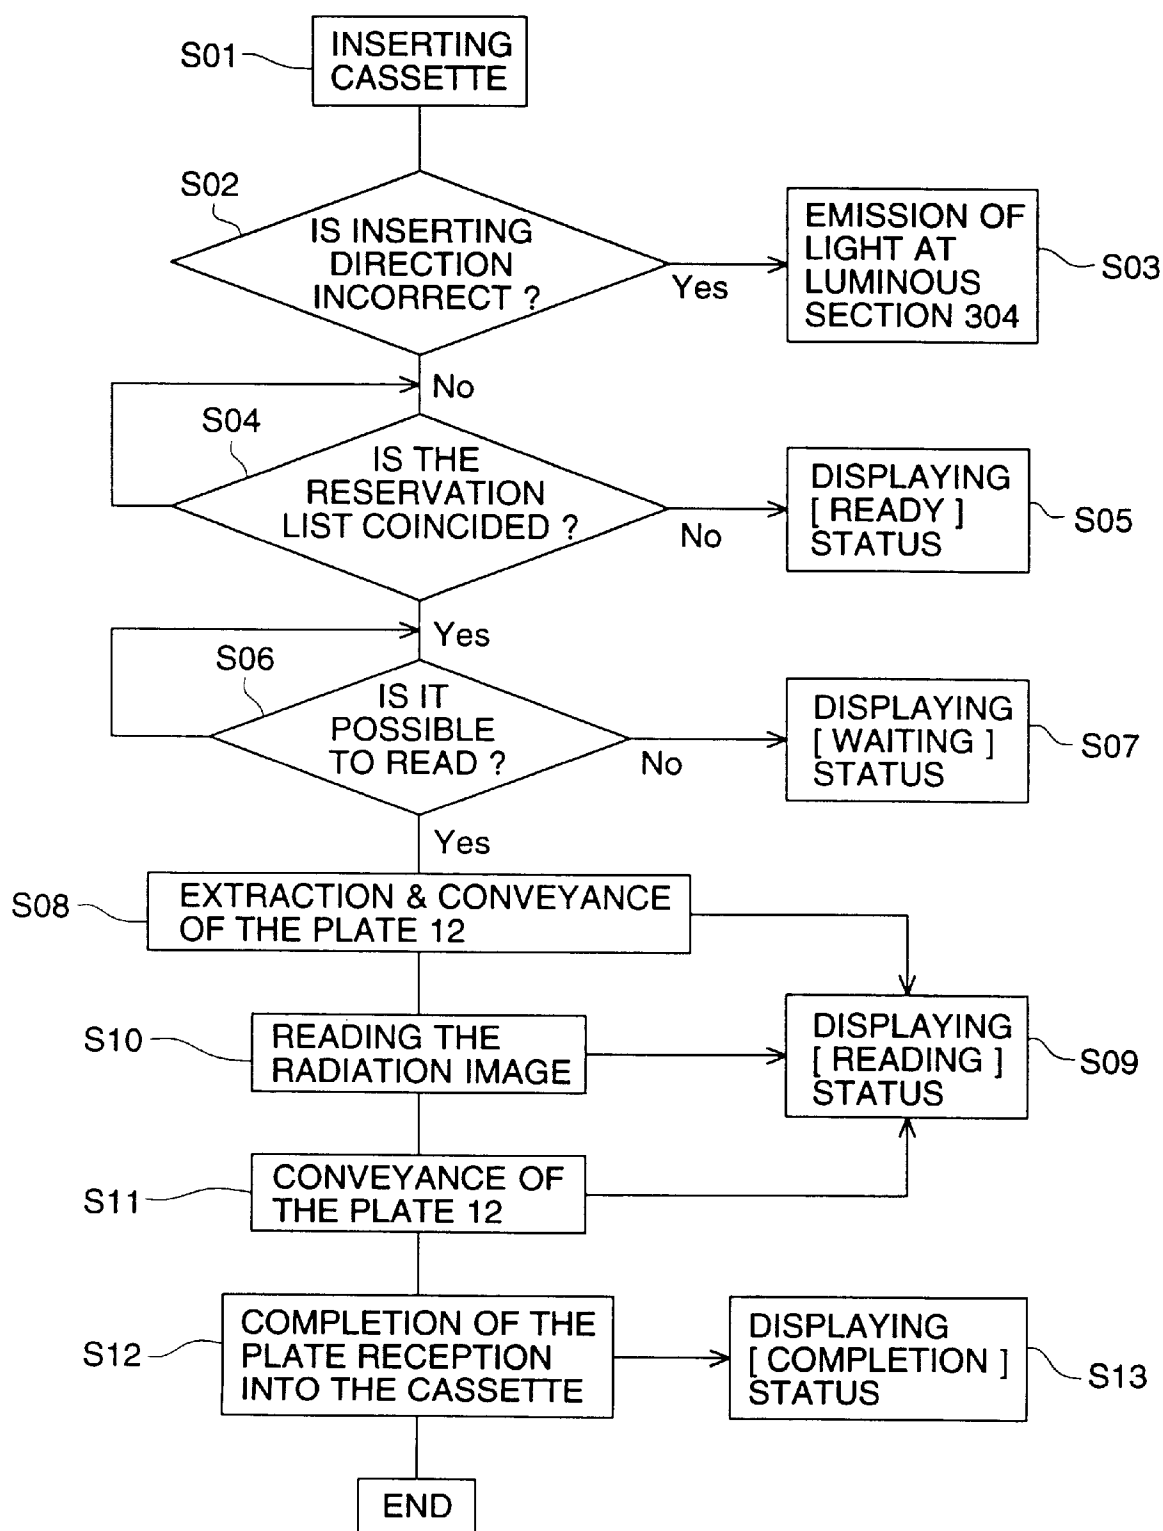 S01
INSERTING
CASSETTE
S02
IS INSERTING
DIRECTION
INCORRECT ?
Yes
EMISSION OF
LIGHT AT
LUMINOUS
SECTION 304
S03
No
S04
IS THE
RESERVATION
LIST COINCIDED ?
No
DISPLAYING
[ READY ]
STATUS
S05
Yes
S06
IS IT
POSSIBLE
TO READ ?
No
DISPLAYING
[ WAITING ]
STATUS
S07
Yes
S08
EXTRACTION & CONVEYANCE
OF THE PLATE 12
S10
READING THE
RADIATION IMAGE
DISPLAYING
[ READING ]
STATUS
S09
S11
CONVEYANCE OF
THE PLATE 12
S12
COMPLETION OF THE
PLATE RECEPTION
INTO THE CASSETTE
DISPLAYING
[ COMPLETION ]
STATUS
S13
END